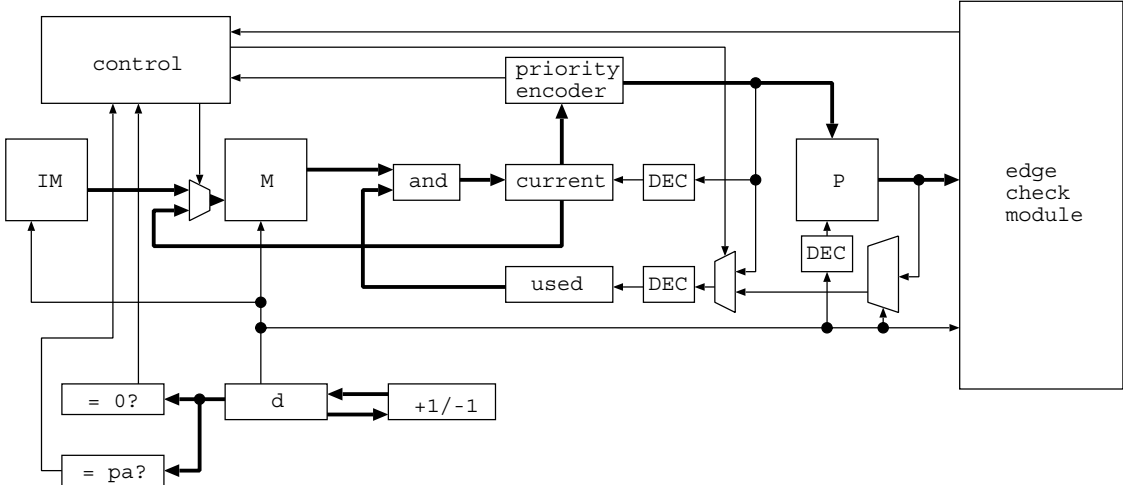 control
priority
encoder
IM
M
and
current
DEC
P
edge
check
module
used
DEC
DEC
= 0?
d
+1/-1
= pa?